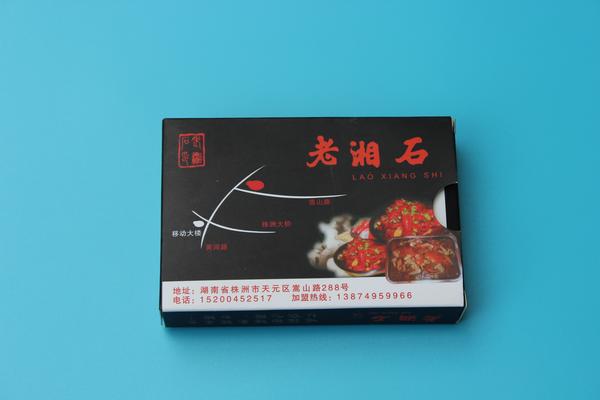 老湘石
LAO XIANG SHI
嵩山路
株洲大桥
移动大楼
黄河路
地址：湖南省株洲市天元区嵩山路288号
电话：15200452517 加盟热线：13874959966